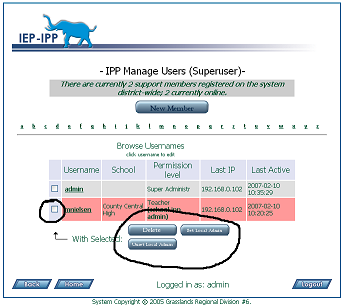 IEP-IPP
- IPP Manage Users (Superuser)-
There are currently 2 support members registered on the system
district-wide; 2 currently online.
New Member
a b c d e f g h i j k l m n o p q r s t u v w x y z
Browse Usernames
click username to edit
Username School Permission level Last IP Last Active
admin Super Administr 192.168.0.102 2007-02-10 10:35:29
mnielsen County Central High Teacher (school ipp admin) 192.168.0.102 2007-02-10 10:20:25
With Selected: Delete Set Local Admin
Unset Local Admin
Back Home Logged in as: admin Logout
System Copyright © 2005 Grasslands Regional Division #6.